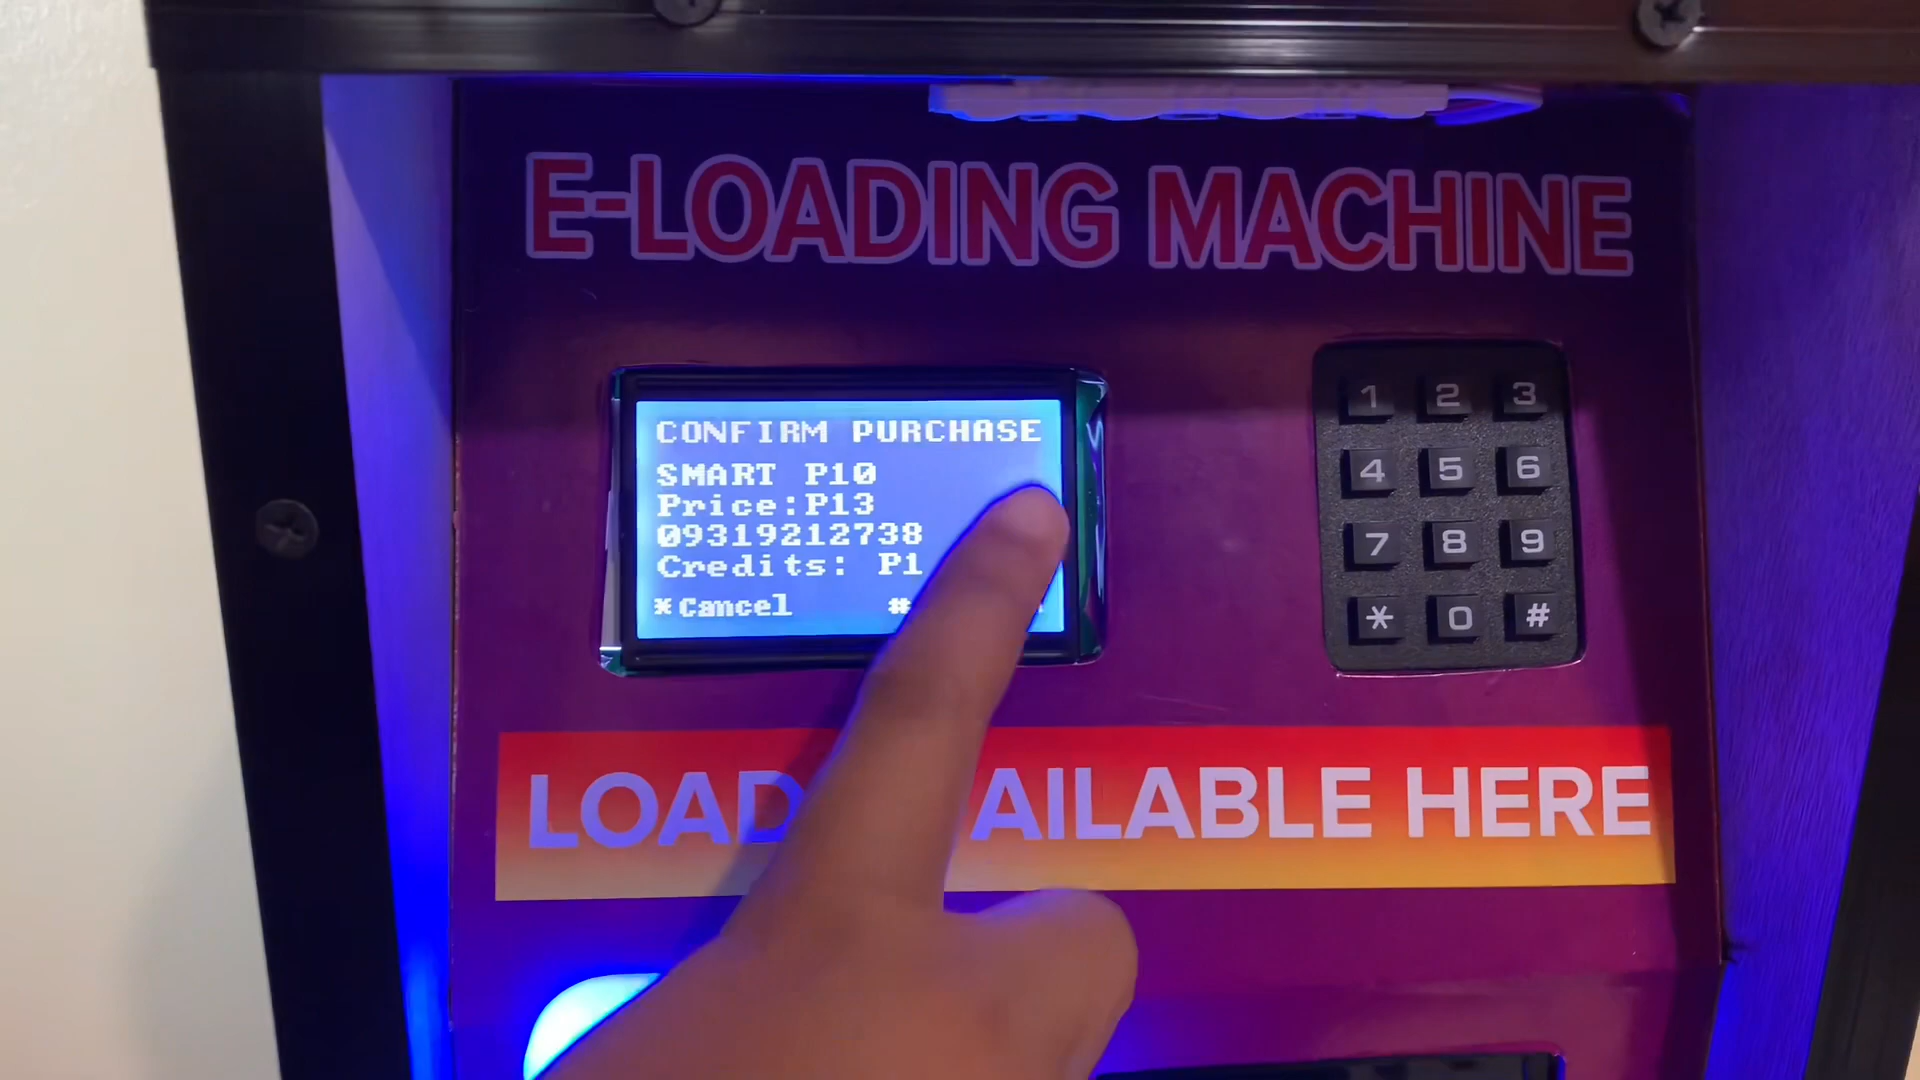 E-LOADING MACHINE
CONFIRM PURCHASE
SMART P10
Price:P13
09319212738
Credits: P1
*Cancel #
1 2 3
4 5 6
7 8 9
* 0 #
LOAD AILABLE HERE